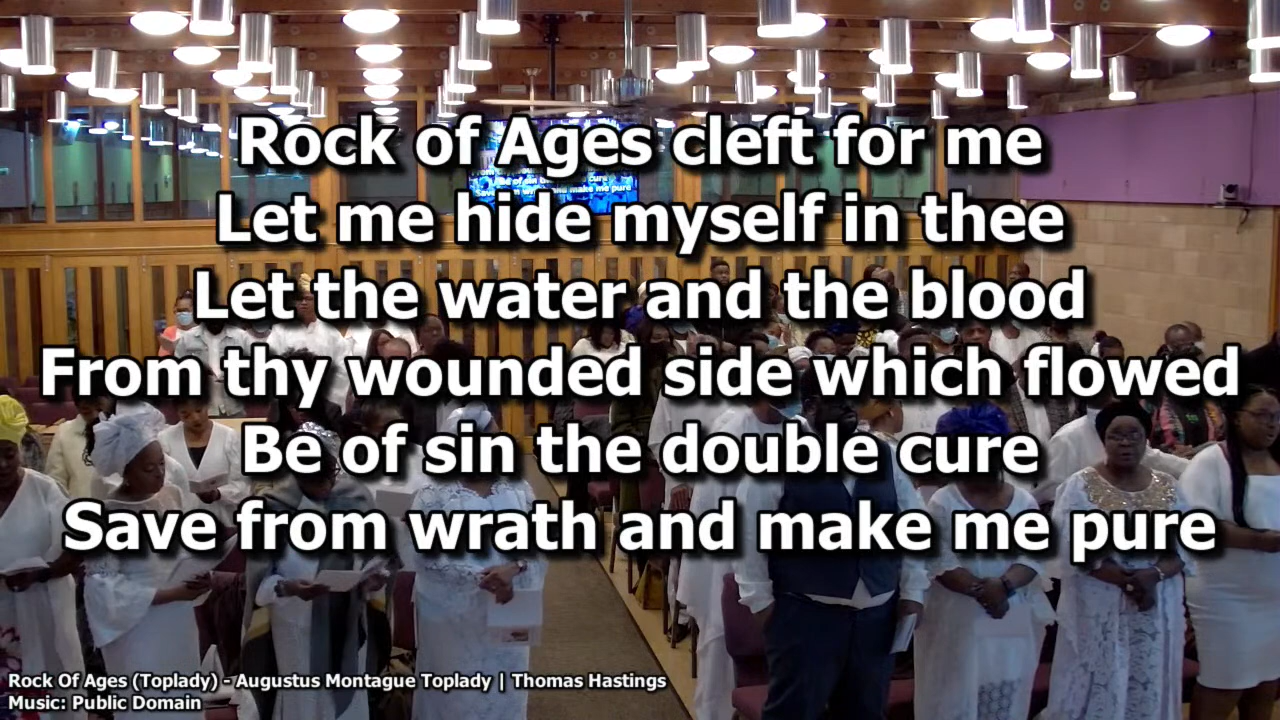 Rock of Ages cleft for me
Let me hide myself in thee
Let the water and the blood
From thy wounded side which flowed
Be of sin the double cure
Save from wrath and make me pure
Rock Of Ages (Toplady) - Augustus Montague Toplady | Thomas Hastings
Music: Public Domain